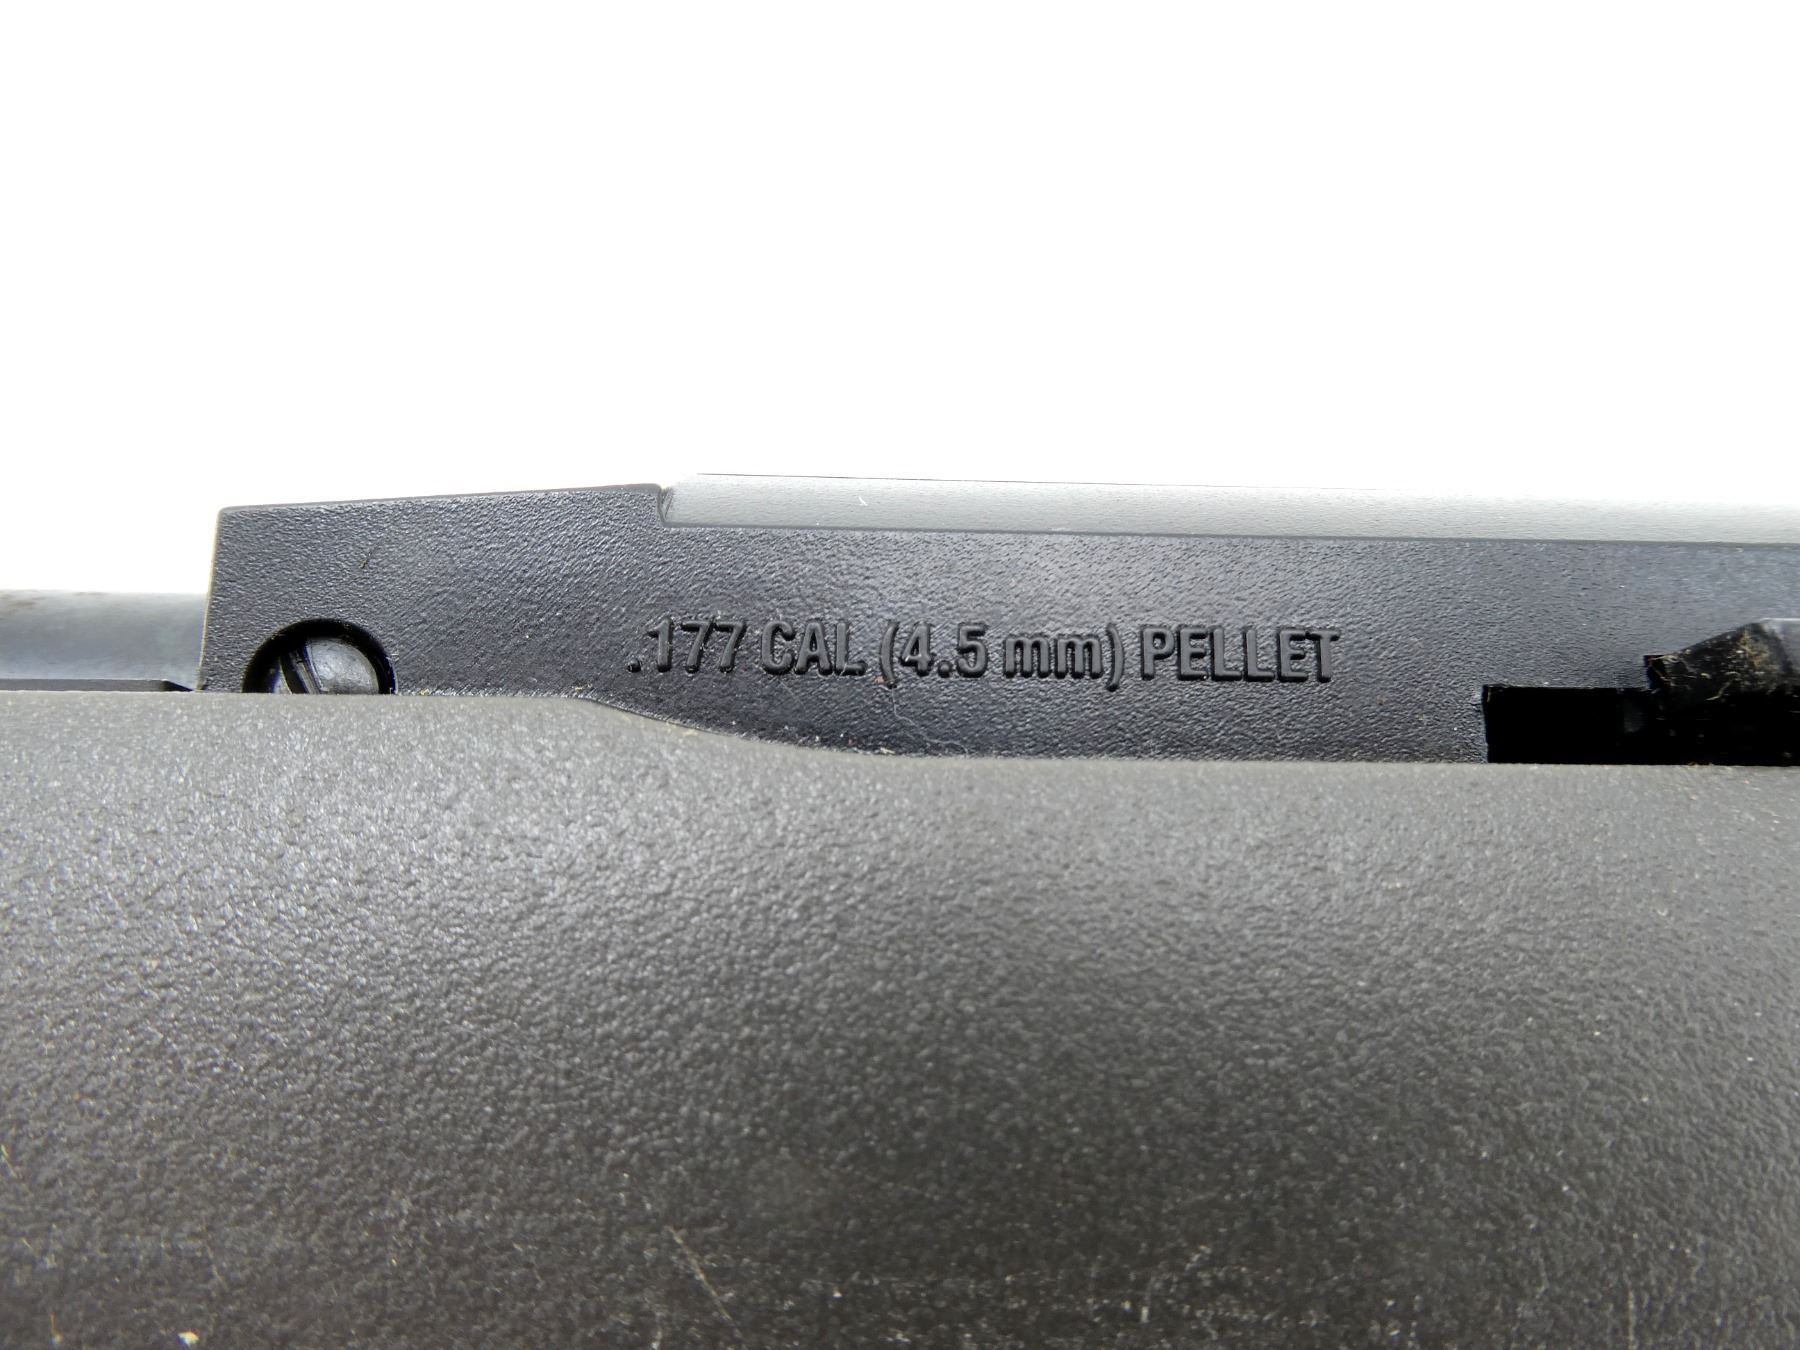 .177 CAL (4.5 mm) PELLET